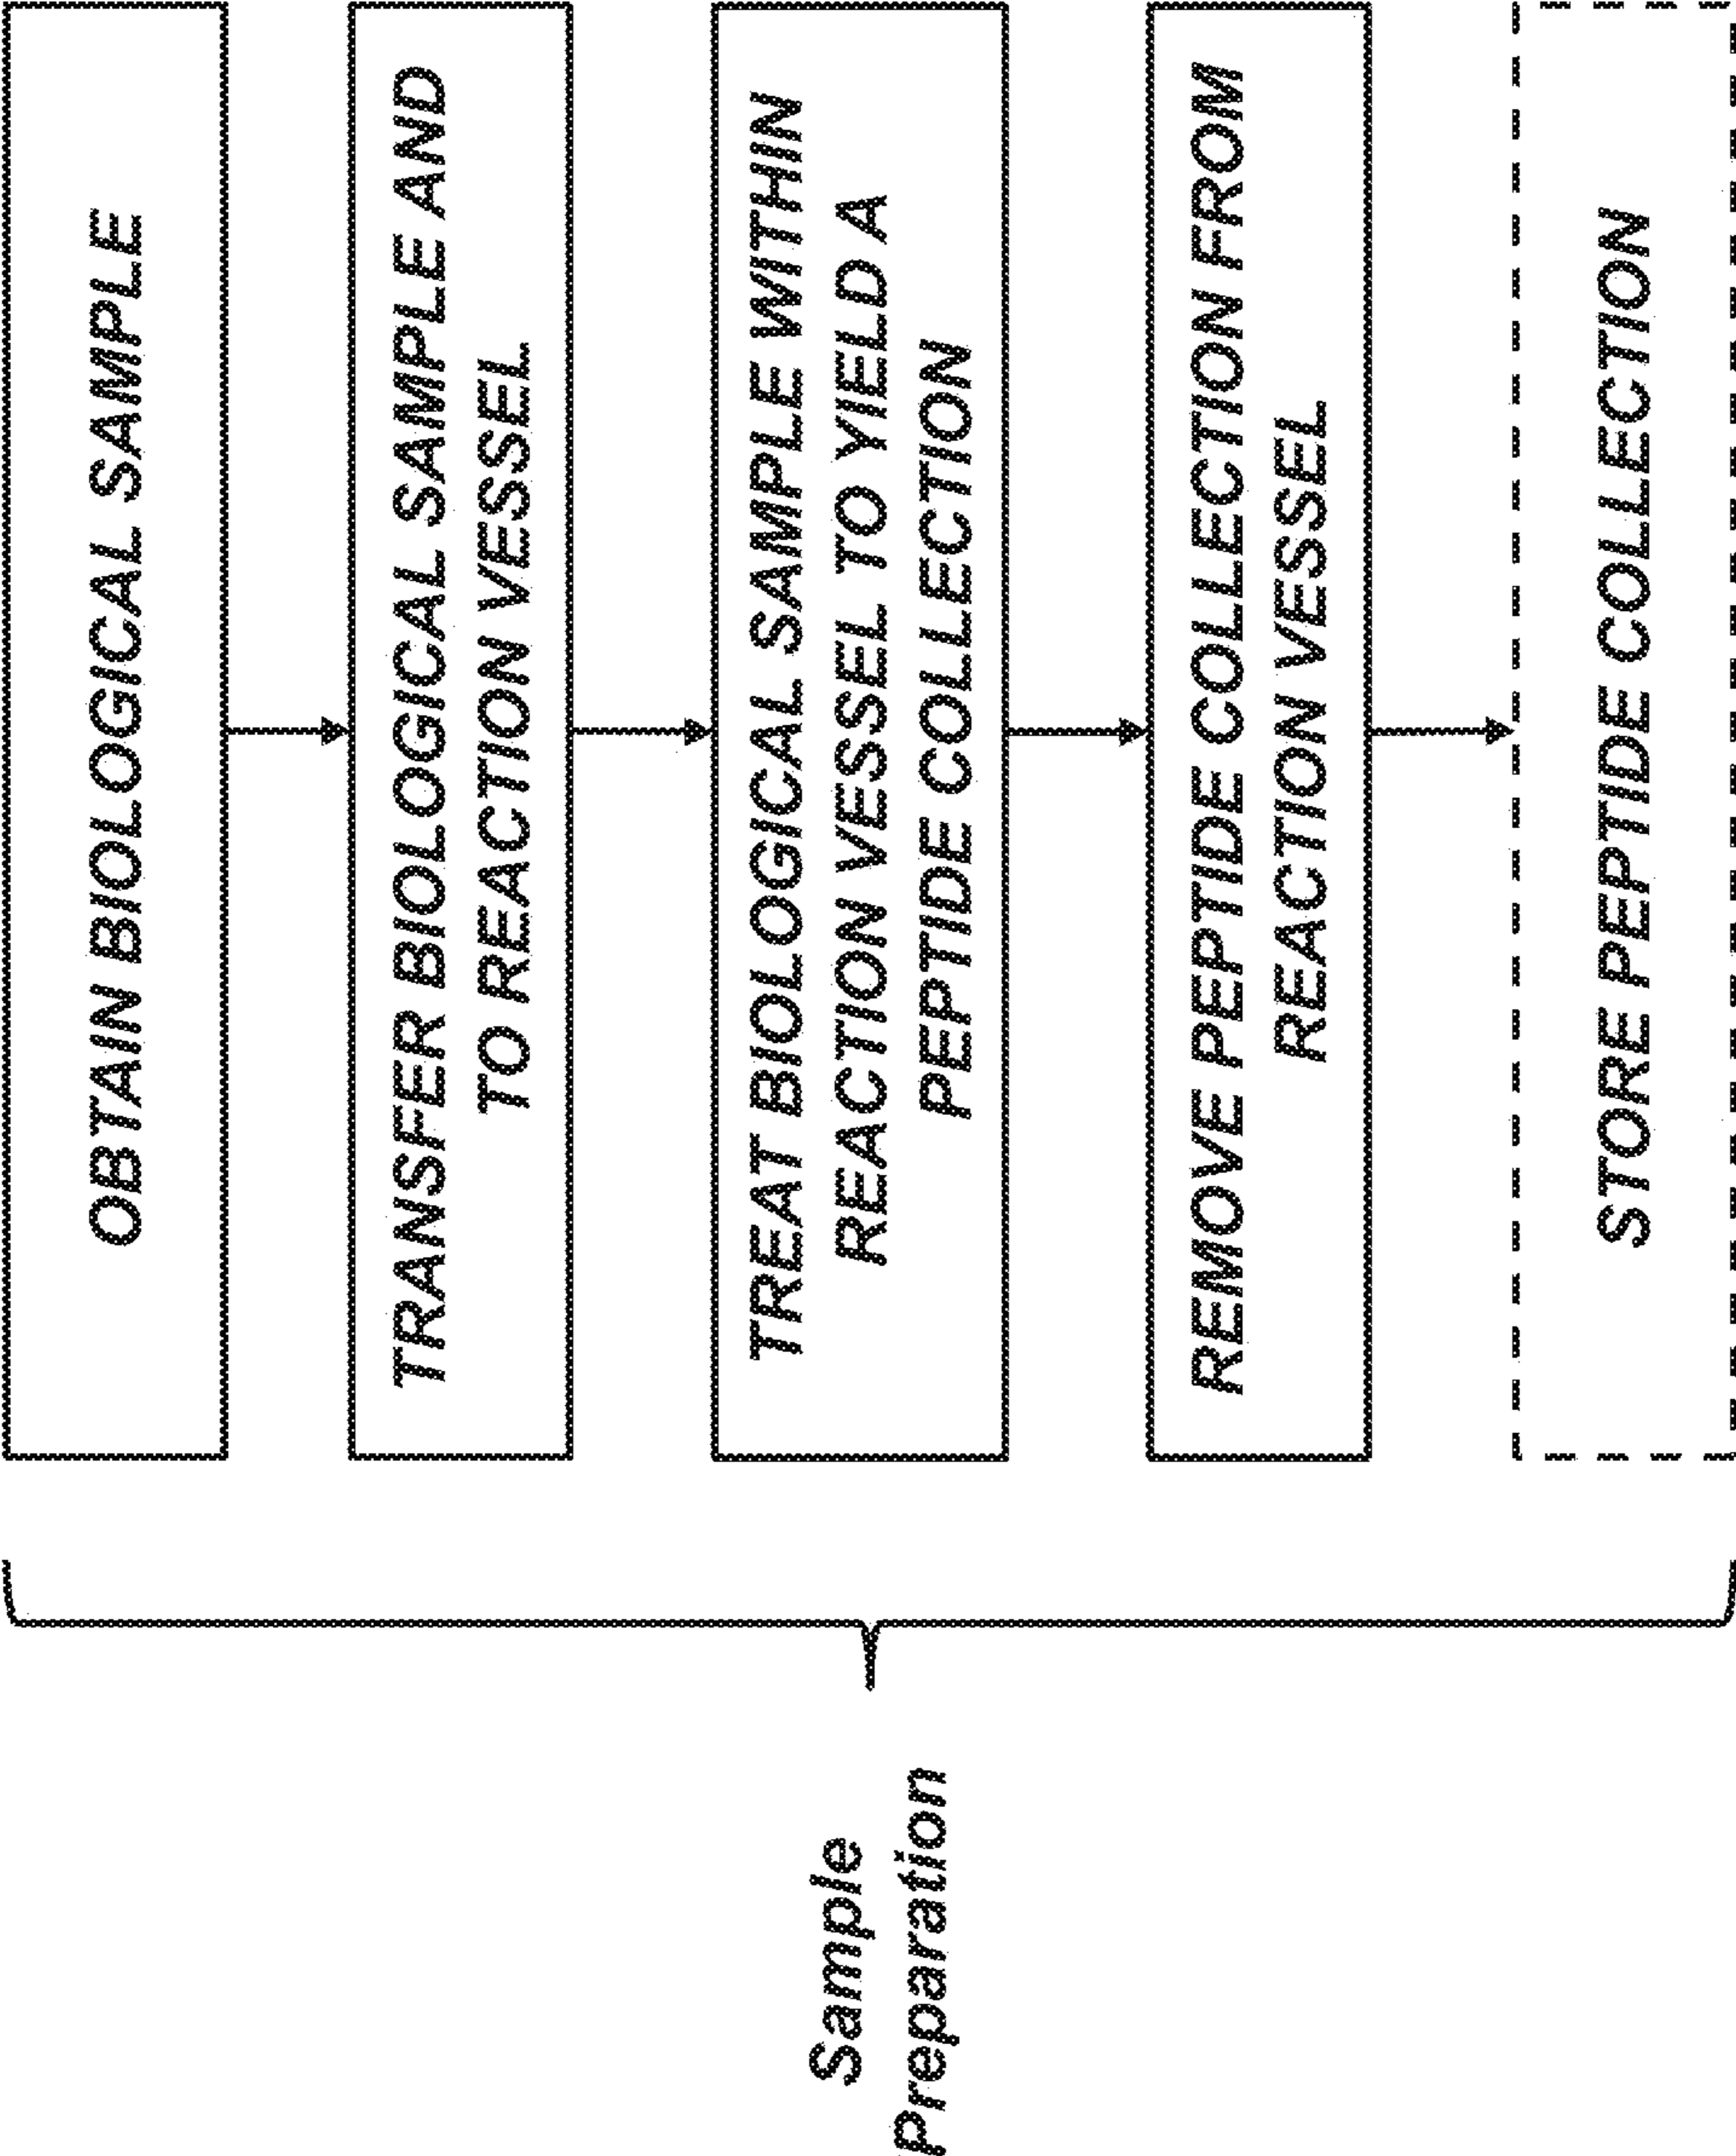 OBTAIN BIOLOGICAL SAMPLE
TRANSFER BIOLOGICAL SAMPLE AND
TO REACTION VESSEL
TREAT BIOLOGICAL SAMPLE WITHIN
REACTION VESSEL TO YIELD A
PEPTIDE COLLECTION
REMOVE PEPTIDE COLLECTION FROM
REACTION VESSEL
STORE PEPTIDE COLLECTION
Sample
Preparation